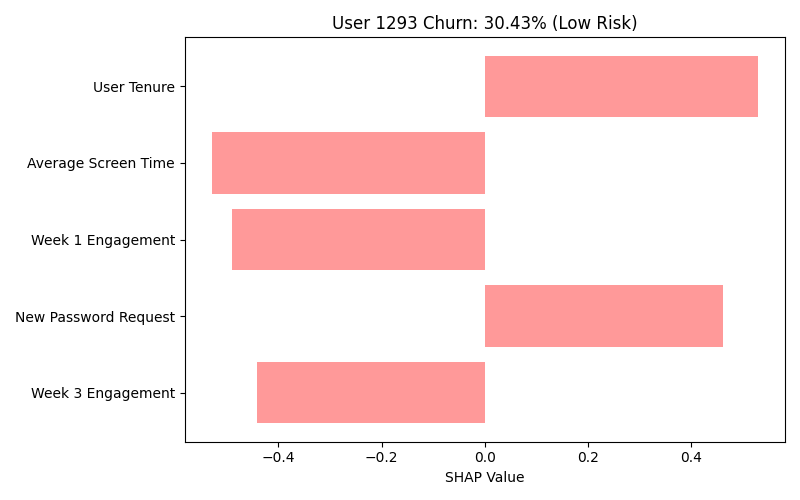 User 1293 Churn: 30.43% (Low Risk)
User Tenure
Average Screen Time
Week 1 Engagement
New Password Request
Week 3 Engagement
−0.4 −0.2 0.0 0.2 0.4
SHAP Value